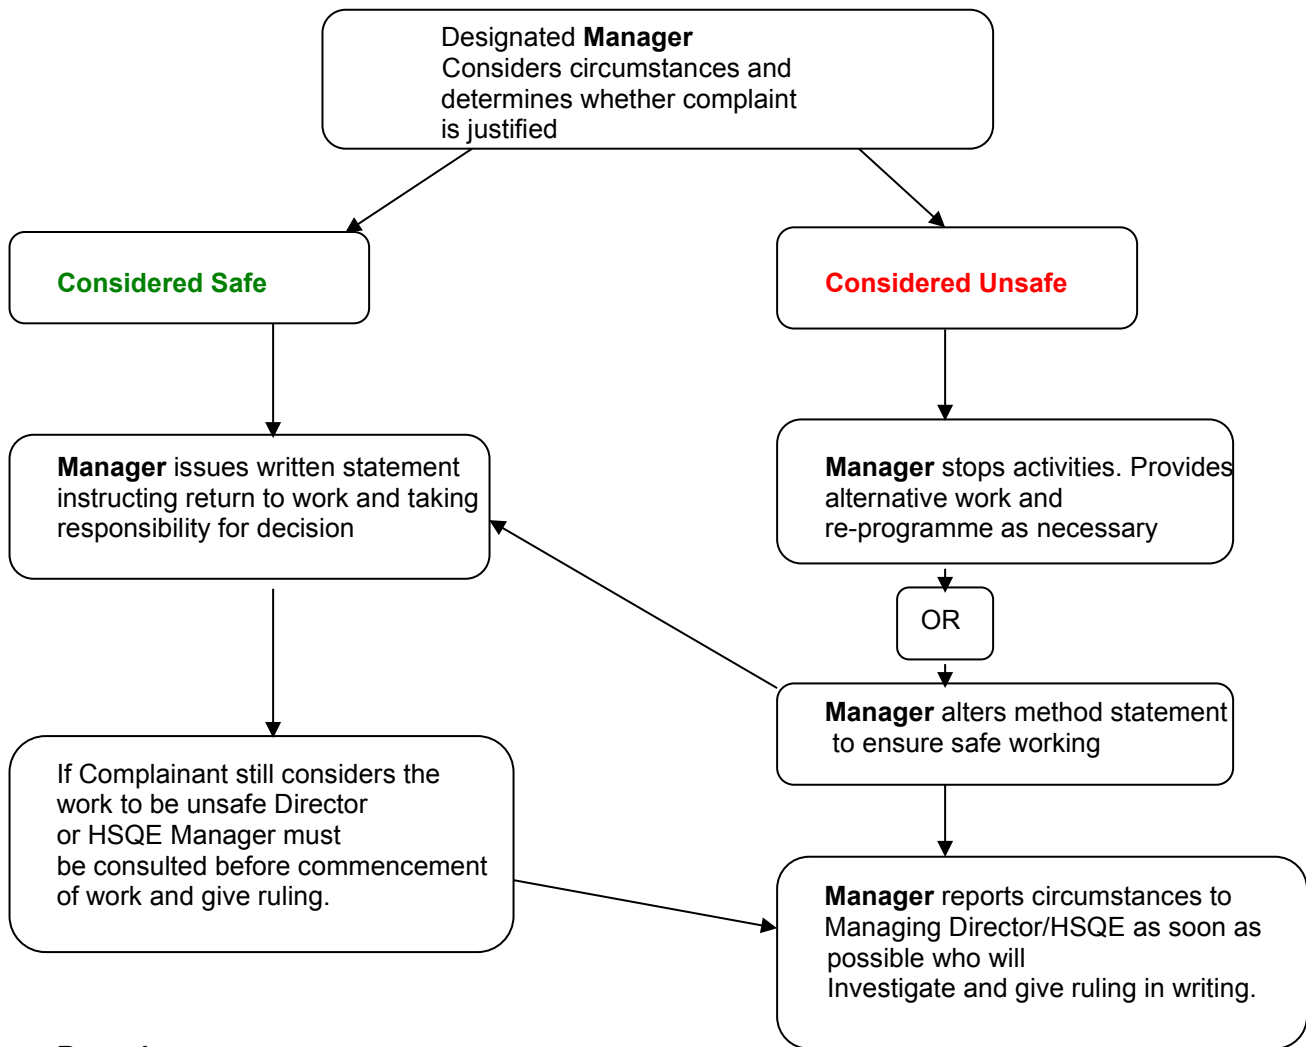 Designated Manager
Considers circumstances and
determines whether complaint
is justified
Considered Safe
Considered Unsafe
Manager issues written statement
instructing return to work and taking
responsibility for decision
Manager stops activities. Provides
alternative work and
re-programme as necessary
OR
Manager alters method statement
to ensure safe working
If Complainant still considers the
work to be unsafe Director
or HSQE Manager must
be consulted before commencement
of work and give ruling.
Manager reports circumstances to
Managing Director/HSQE as soon as
possible who will
Investigate and give ruling in writing.